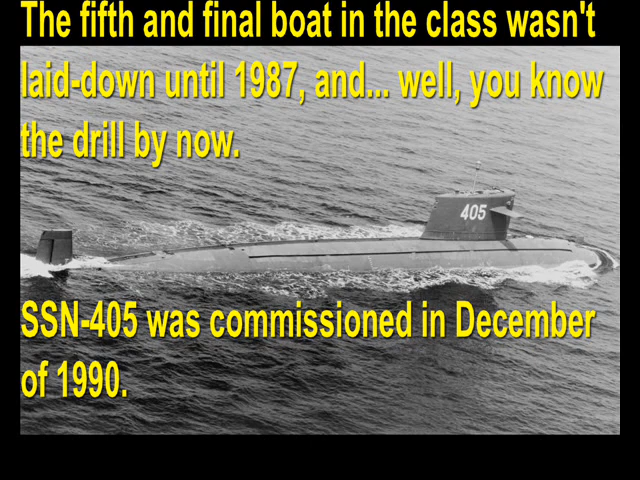 The fifth and final boat in the class wasn't
laid-down until 1987, and... well, you know
the drill by now.
405
SSN-405 was commissioned in December
of 1990.